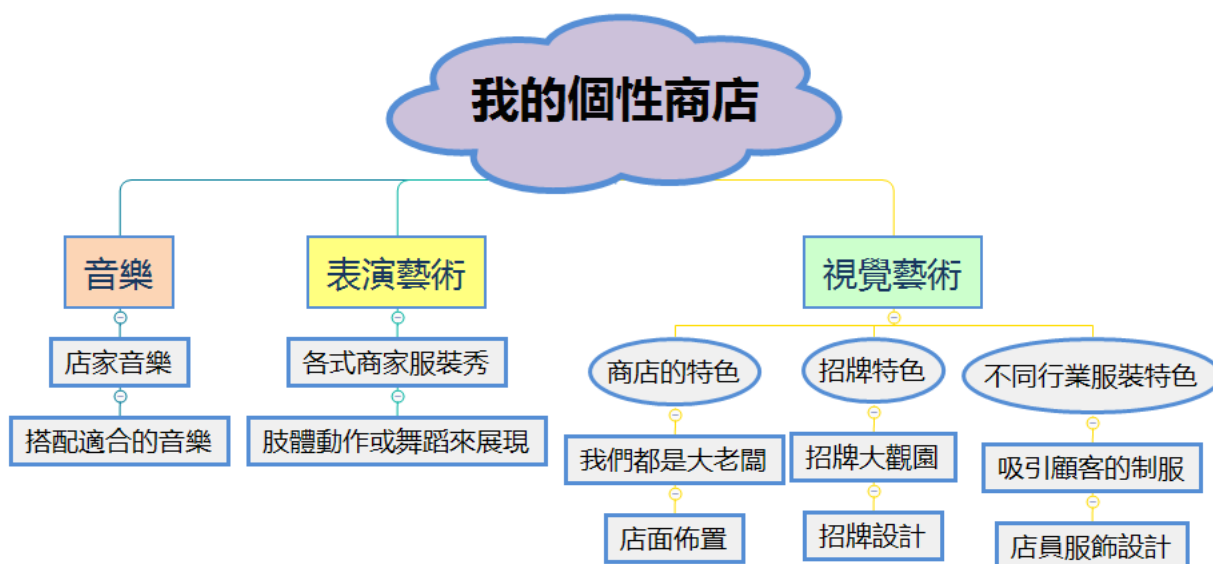 我的個性商店
音樂
表演藝術
視覺藝術
店家音樂
各式商家服裝秀
商店的特色
招牌特色
不同行業服裝特色
搭配適合的音樂
肢體動作或舞蹈來展現
我們都是大老闆
招牌大觀園
吸引顧客的制服
店面佈置
招牌設計
店員服飾設計